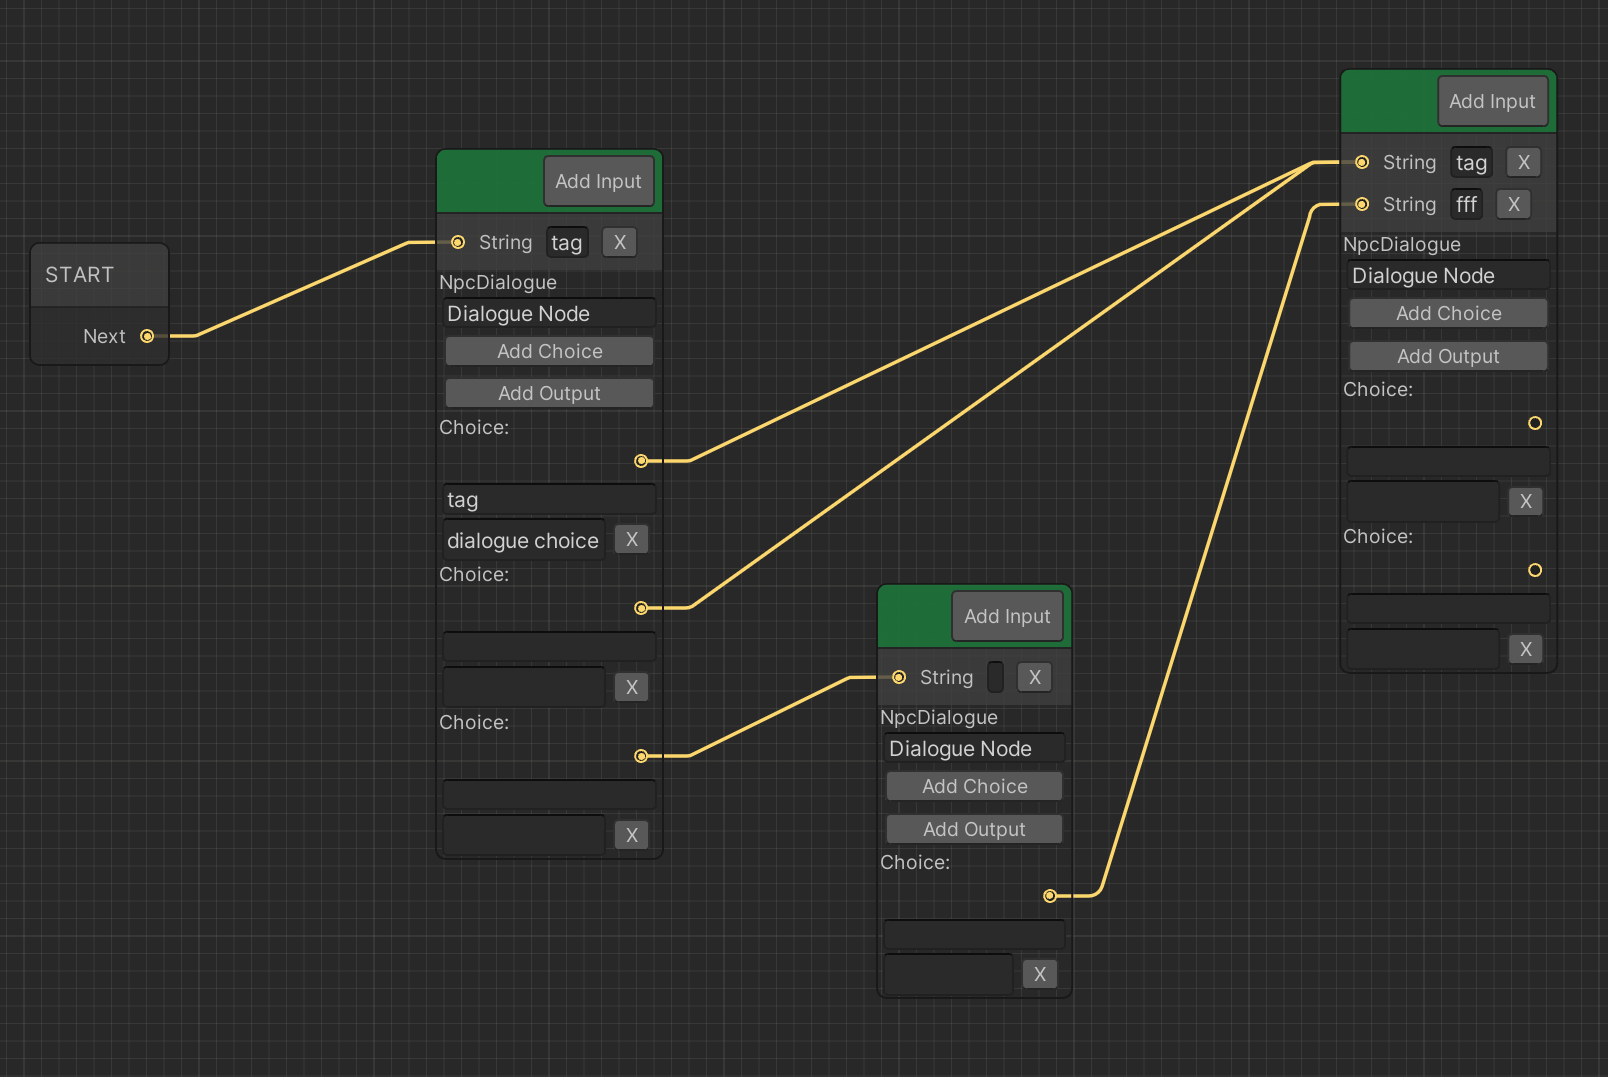 START
Next
Add Input
String tag X
NpcDialogue
Dialogue Node
Add Choice
Add Output
Choice:
tag
dialogue choice X
Choice:
X
Choice:
X
Add Input
String X
NpcDialogue
Dialogue Node
Add Choice
Add Output
Choice:
X
Add Input
String tag X
String fff X
NpcDialogue
Dialogue Node
Add Choice
Add Output
Choice:
X
Choice:
X